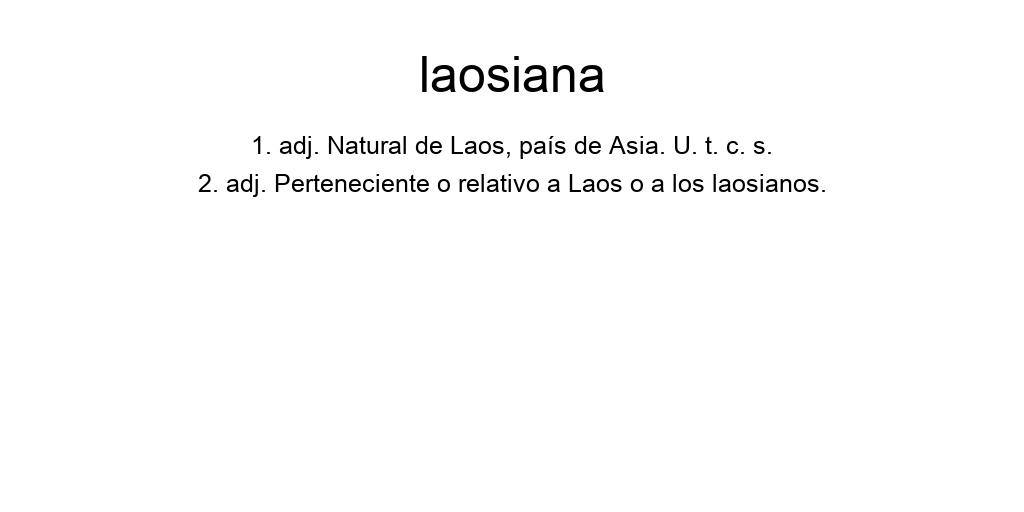 laosiana
1. adj. Natural de Laos, país de Asia. U. t. c. s.
2. adj. Perteneciente o relativo a Laos o a los laosianos.